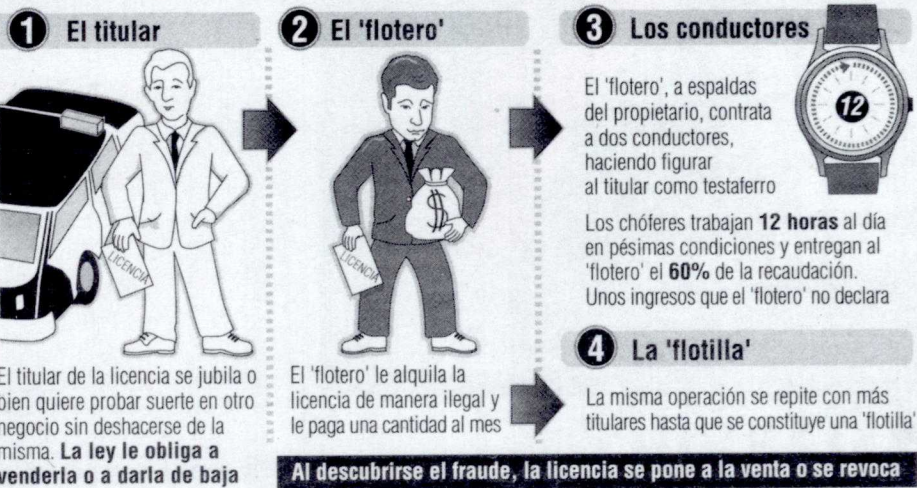 1 El titular
LICENCIA
El titular de la licencia se jubila o
bien quiere probar suerte en otro
negocio sin deshacerse de la
misma. La ley le obliga a
venderla o a darla de baja
2 El 'flotero'
$
LICENCIA
El 'flotero' le alquila la
licencia de manera ilegal y
le paga una cantidad al mes
3 Los conductores
12
El 'flotero', a espaldas
del propietario, contrata
a dos conductores,
haciendo figurar
al titular como testaferro
Los chóferes trabajan 12 horas al día
en pésimas condiciones y entregan al
'flotero' el 60% de la recaudación.
Unos ingresos que el 'flotero' no declara
4 La 'flotilla'
La misma operación se repite con más
titulares hasta que se constituye una 'flotilla'
Al descubrirse el fraude, la licencia se pone a la venta o se revoca